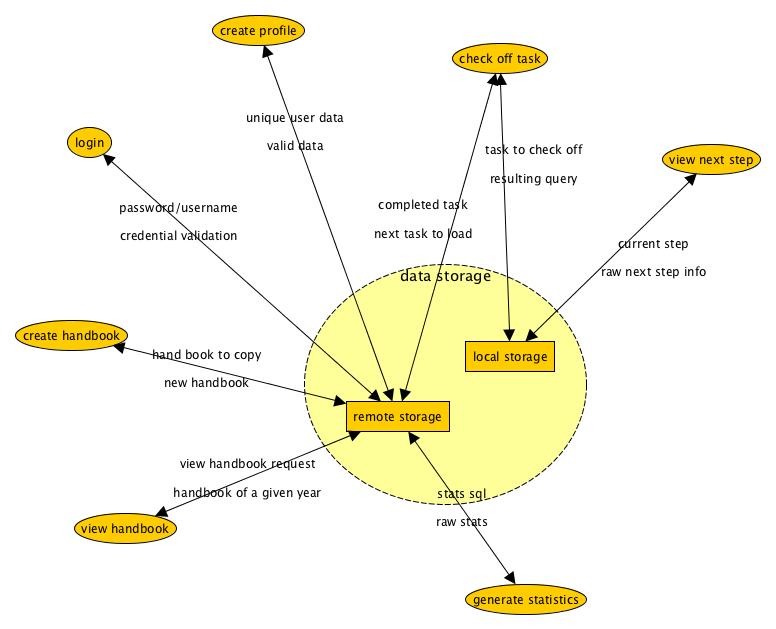 create profile
check off task
unique user data
valid data
login
task to check off
resulting query
view next step
password/username
credential validation
completed task
next task to load
current step
raw next step info
data storage
create handbook
hand book to copy
new handbook
local storage
remote storage
view handbook request
handbook of a given year
stats sql
raw stats
view handbook
generate statistics